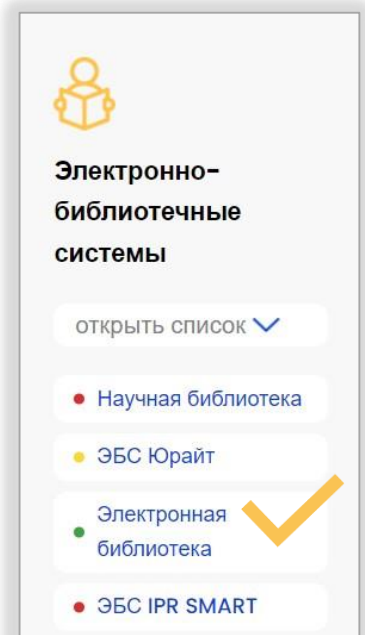 Электронно-
библиотечные
системы
открыть список
Научная библиотека
ЭБС Юрайт
Электронная
библиотека
ЭБС IPR SMART